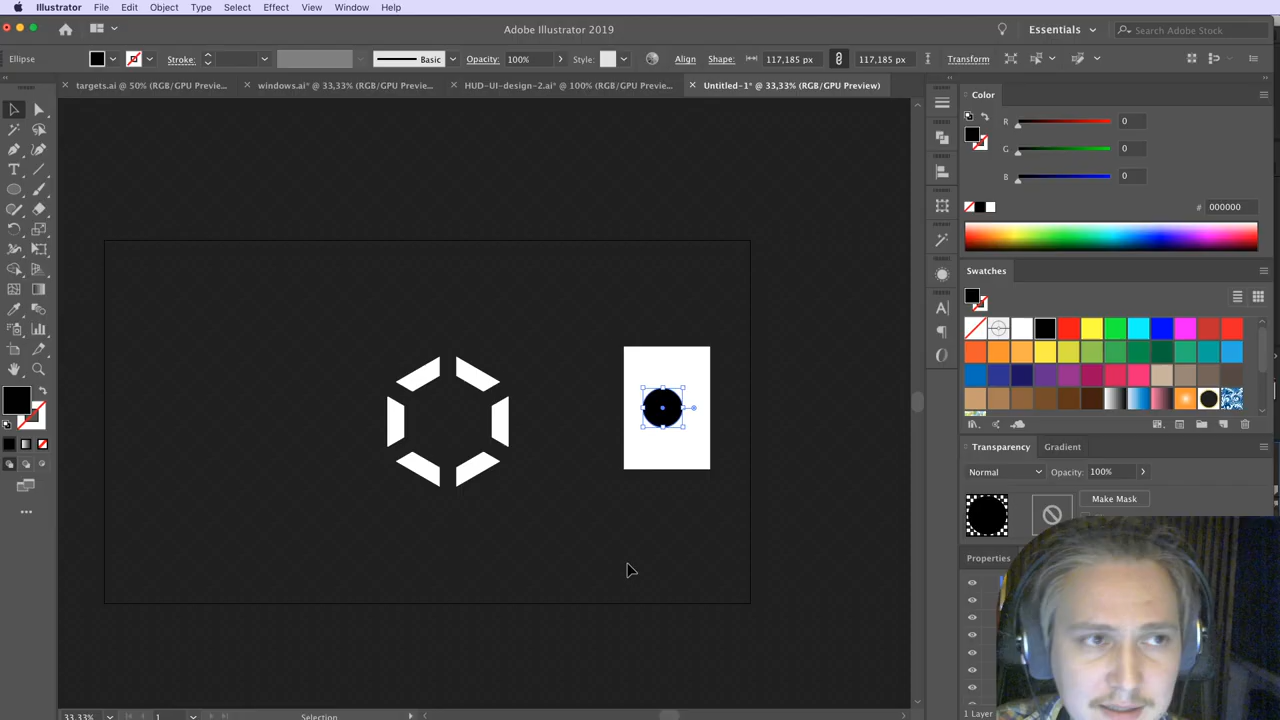 Illustrator File Edit Object Type Select Effect View Window Help
Adobe Illustrator 2019
Essentials
Search Adobe Stock
Ellipse
Stroke:
Basic
Opacity: 100%
Style:
Align
Shape:
117,185 px
117,185 px
Transform
targets.ai @ 50% (RGB/GPU Previe...
windows.ai* @ 33,33% (RGB/GPU Previe...
HUD-UI-design-2.ai* @ 100% (RGB/GPU Previe...
Untitled-1* @ 33,33% (RGB/GPU Preview)
Color
R 0
G 0
B 0
# 000000
Swatches
Transparency Gradient
Normal
Opacity: 100%
Make Mask
Properties
1 Layer
33,33%
1
Selection